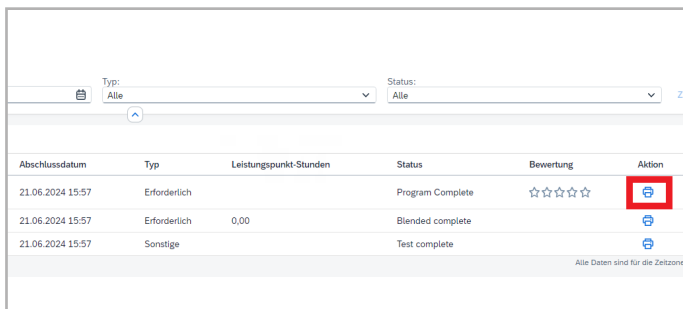 Typ:
Status:
Alle
Alle
Z
Abschlussdatum Typ Leistungspunkt-Stunden Status Bewertung Aktion
21.06.2024 15:57 Erforderlich Program Complete
21.06.2024 15:57 Erforderlich 0,00 Blended complete
21.06.2024 15:57 Sonstige Test complete
Alle Daten sind für die Zeitzone